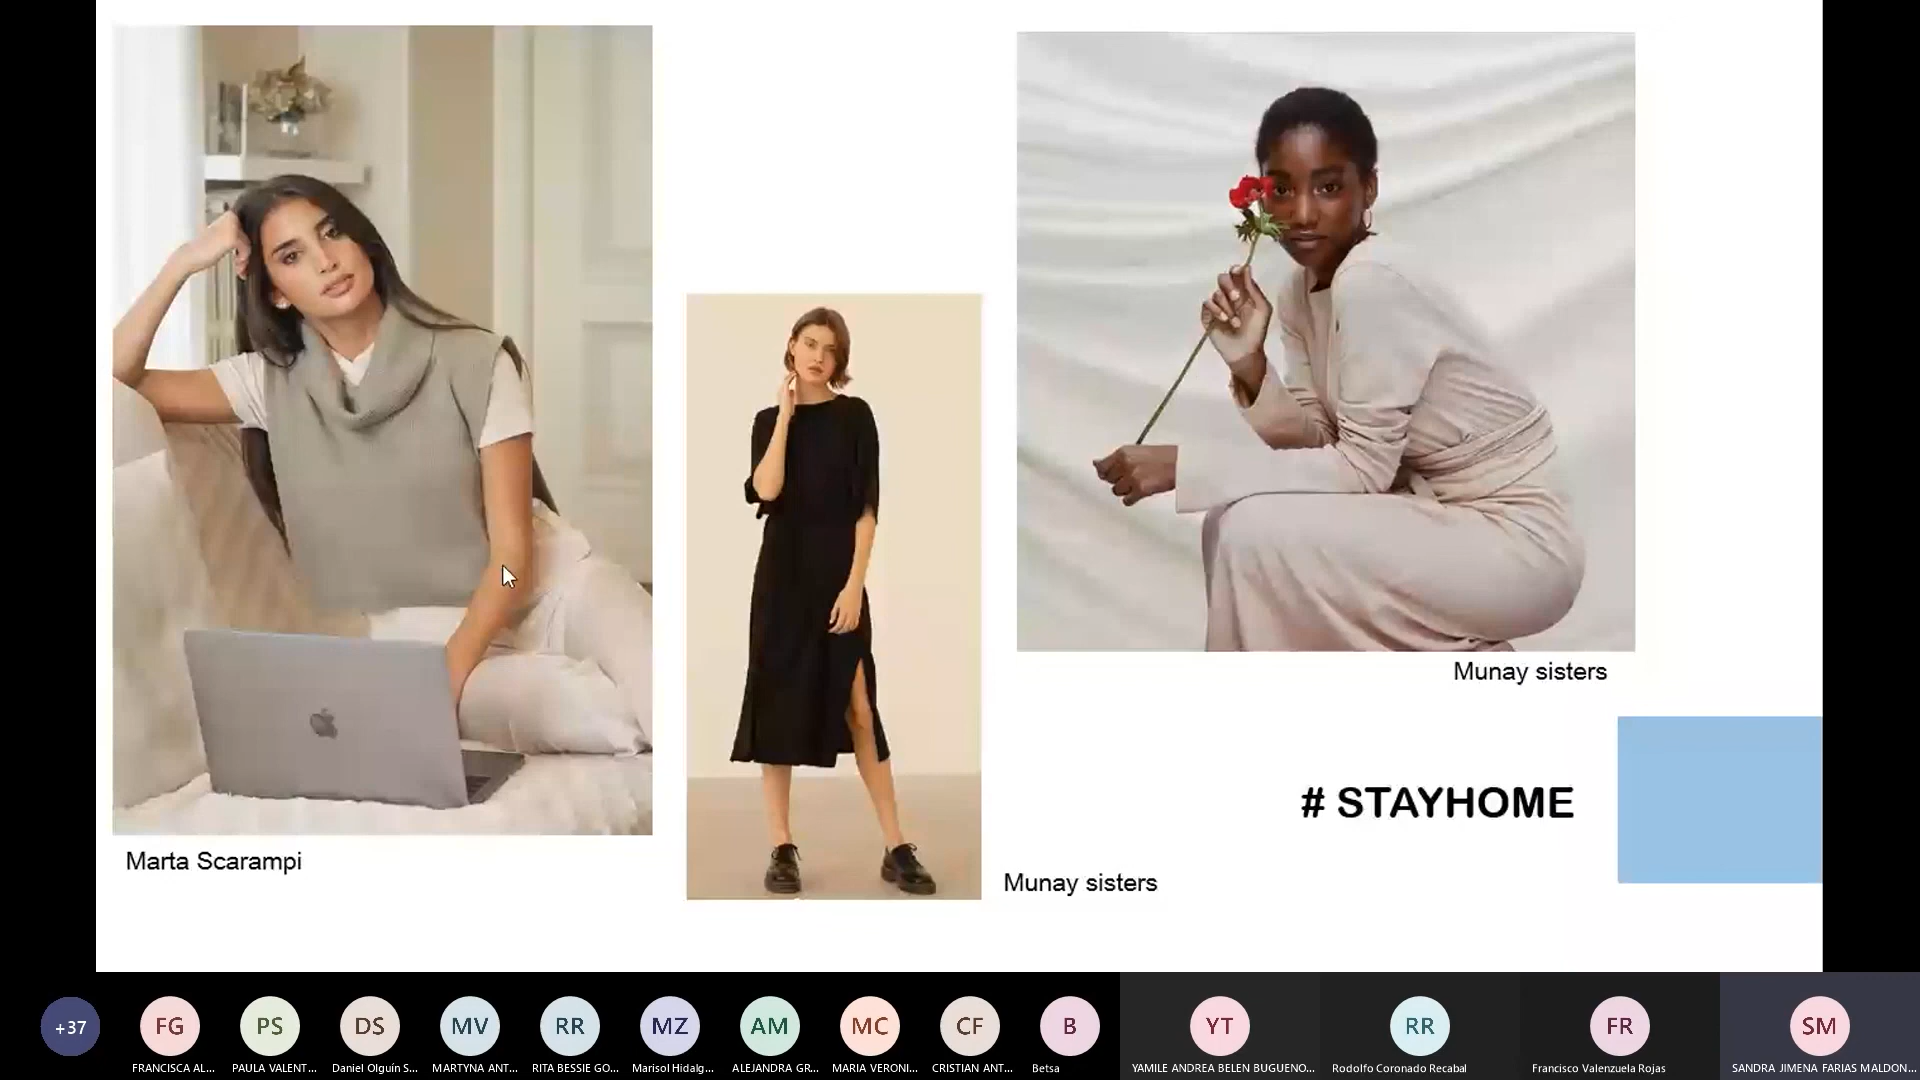 Munay sisters
# STAYHOME
Marta Scarampi
Munay sisters
+37
FG
PS
DS
MV
RR
MZ
AM
MC
CF
B
YT
RR
FR
SM
FRANCISCA AL...
PAULA VALENT...
Daniel Olguín S...
MARTYNA ANT...
RITA BESSIE GO...
Marisol Hidalg...
ALEJANDRA GR...
MARIA VERONI...
CRISTIAN ANT...
Betsa
YAMILE ANDREA BELEN BUGUENO...
Rodolfo Coronado Recabal
Francisco Valenzuela Rojas
SANDRA JIMENA FARIAS MALDON...